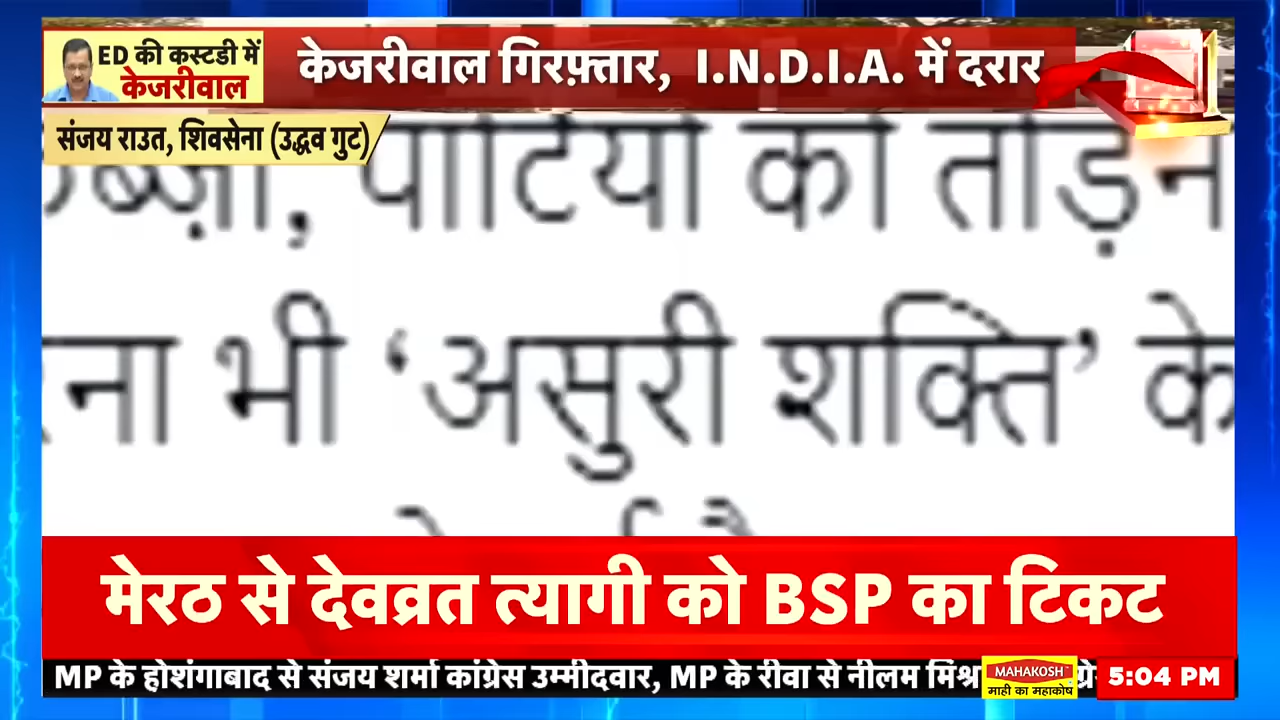 ED की कस्टडी में
केजरीवाल
केजरीवाल गिरफ़्तार, I.N.D.I.A. में दरार
संजय राउत, शिवसेना (उद्धव गुट)
भी ‘असुरी शक्ति’ के
मेरठ से देवव्रत त्यागी को BSP का टिकट
MP के होशंगाबाद से संजय शर्मा कांग्रेस उम्मीदवार, MP के रीवा से नीलम मिश्रा
MAHAKOSH
माही का महाकोष
5:04 PM